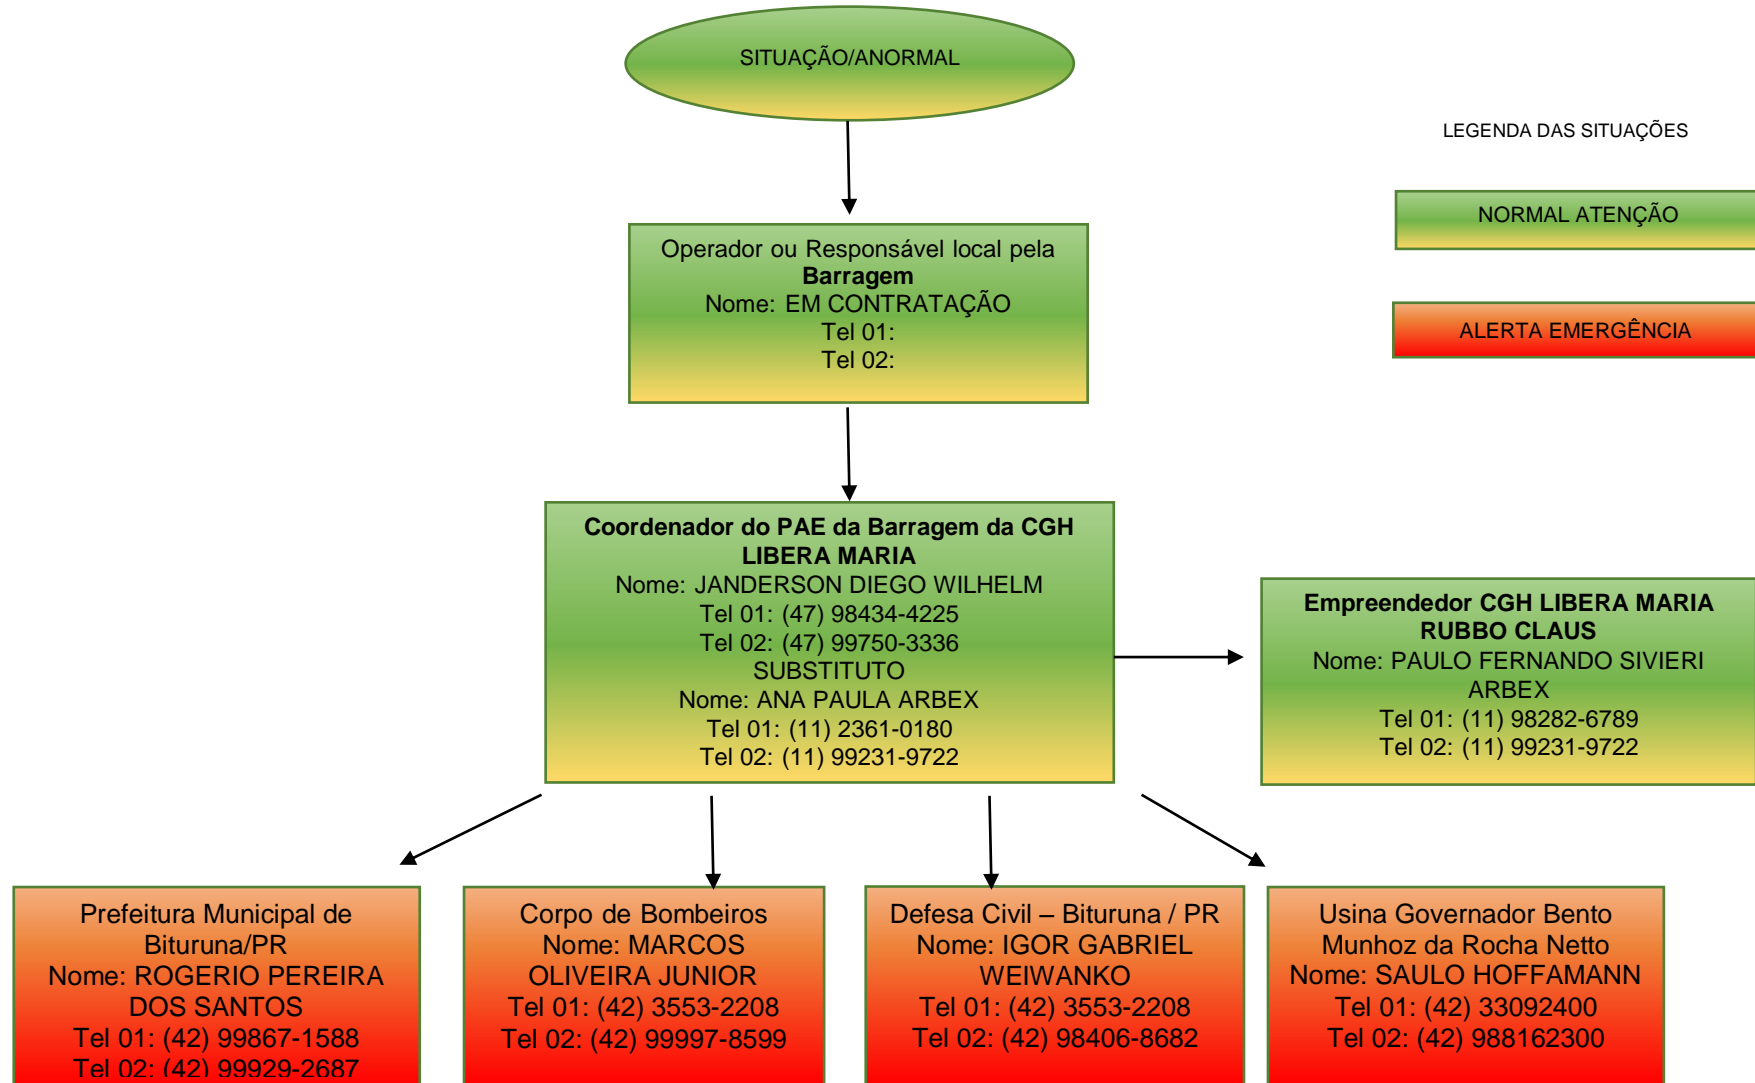 SITUAÇÃO/ANORMAL
LEGENDA DAS SITUAÇÕES
NORMAL ATENÇÃO
ALERTA EMERGÊNCIA
Operador ou Responsável local pela
Barragem
Nome: EM CONTRATAÇÃO
Tel 01:
Tel 02:
Coordenador do PAE da Barragem da CGH
LIBERA MARIA
Nome: JANDERSON DIEGO WILHELM
Tel 01: (47) 98434-4225
Tel 02: (47) 99750-3336
SUBSTITUTO
Nome: ANA PAULA ARBEX
Tel 01: (11) 2361-0180
Tel 02: (11) 99231-9722
Empreendedor CGH LIBERA MARIA
RUBBO CLAUS
Nome: PAULO FERNANDO SIVIERI
ARBEX
Tel 01: (11) 98282-6789
Tel 02: (11) 99231-9722
Prefeitura Municipal de
Bituruna/PR
Nome: ROGERIO PEREIRA
DOS SANTOS
Tel 01: (42) 99867-1588
Tel 02: (42) 99929-2687
Corpo de Bombeiros
Nome: MARCOS
OLIVEIRA JUNIOR
Tel 01: (42) 3553-2208
Tel 02: (42) 99997-8599
Defesa Civil – Bituruna / PR
Nome: IGOR GABRIEL
WEIWANKO
Tel 01: (42) 3553-2208
Tel 02: (42) 98406-8682
Usina Governador Bento
Munhoz da Rocha Netto
Nome: SAULO HOFFAMANN
Tel 01: (42) 33092400
Tel 02: (42) 988162300